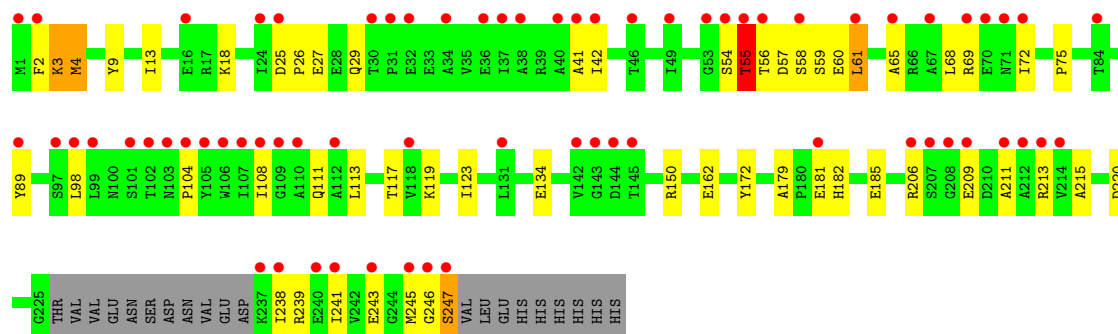 M1 F2 K3 M4 Y9 I13 E16 R17 K18 I24 D25 P26 E27 E28 Q29 T30 P31 E32 E33 A34 V35 E36 I37 A38 R39 A40 A41 I42 T46 I49 G53 S54 T55 T56 D57 S58 S59 E60 L61 A65 R66 A67 L68 R69 E70 N71 I72 P75 T84
Y89 S97 L98 L99 N100 S101 T102 N103 P104 Y105 W106 I107 I108 G109 A110 Q111 A112 L113 T117 V118 K119 I123 L131 E134 V142 G143 D144 T145 R150 E162 Y172 A179 P180 E181 H182 E185 R206 S207 G208 E209 D210 A211 A212 R213 V214 A215
G225 THR VAL VAL GLU ASN SER ASP ASN VAL GLU ASP K237 I238 R239 E240 I241 V242 E243 G244 M245 G246 S247 VAL LEU GLU HIS HIS HIS HIS HIS HIS